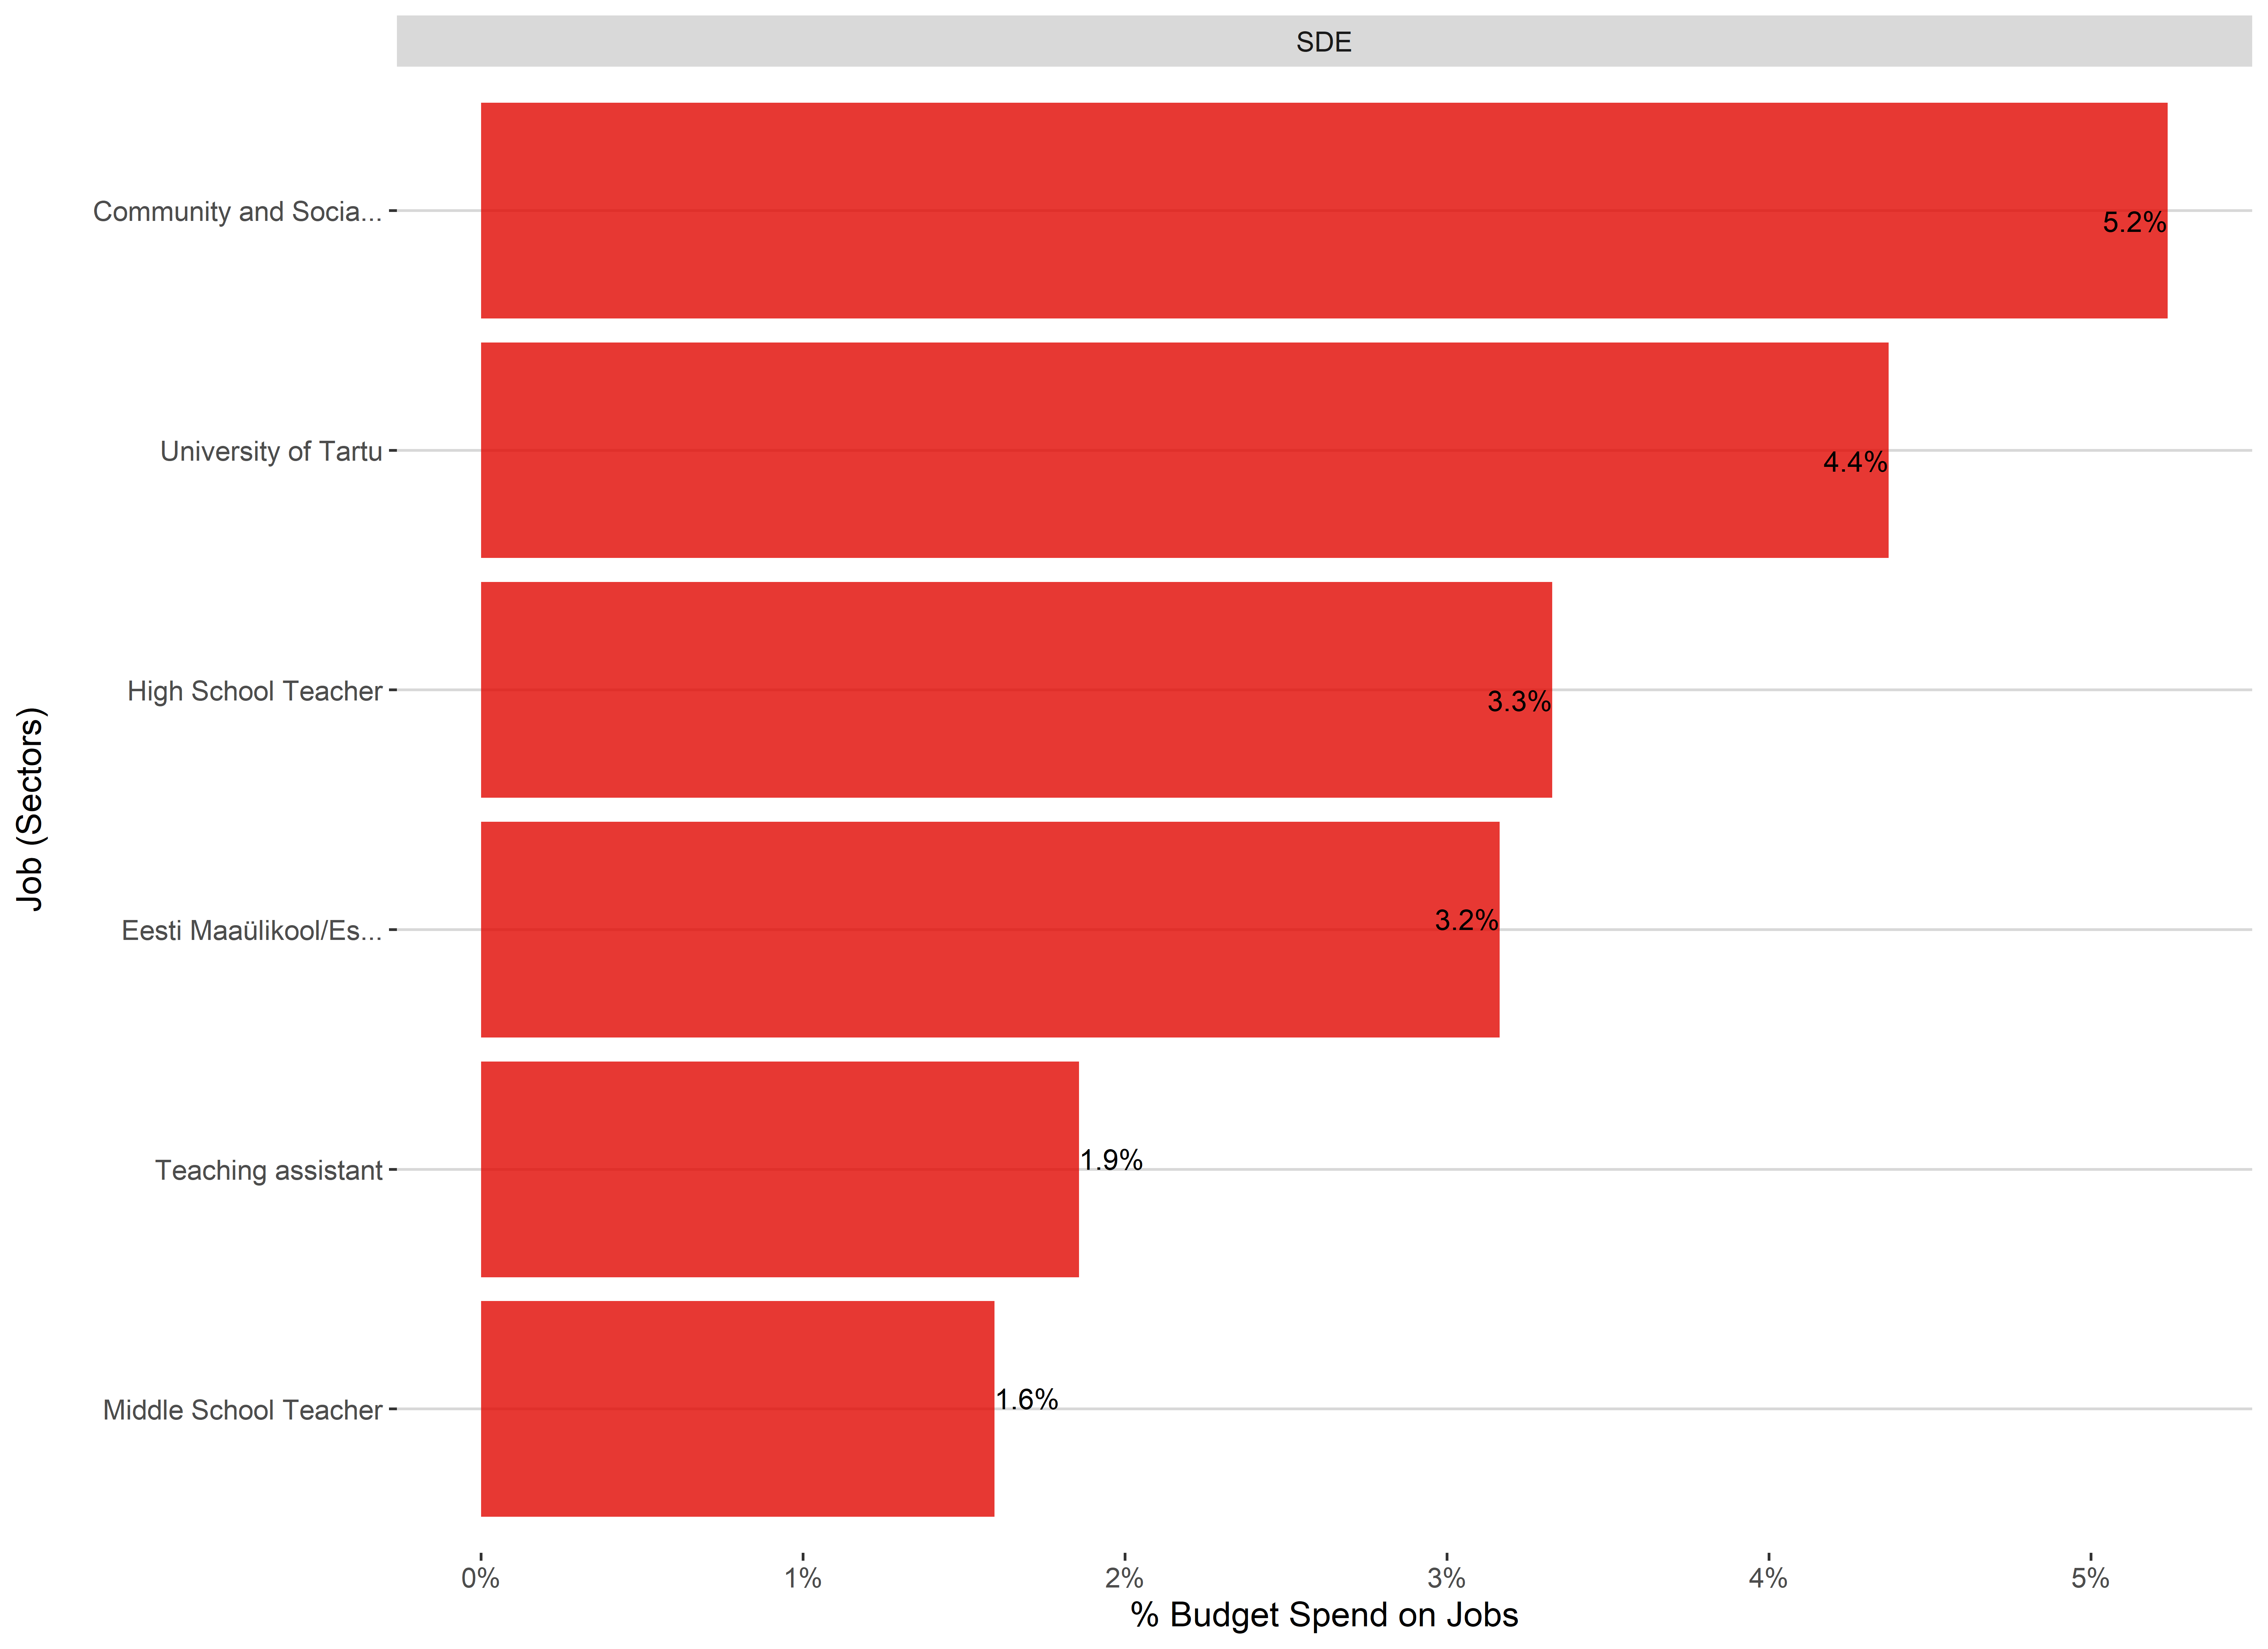 SDE
Community and Socia...
5.2%
University of Tartu
4.4%
High School Teacher
3.3%
Eesti Maaülikool/Es...
3.2%
Teaching assistant
1.9%
Middle School Teacher
1.6%
Job (Sectors)
0% 1% 2% 3% 4% 5%
% Budget Spend on Jobs